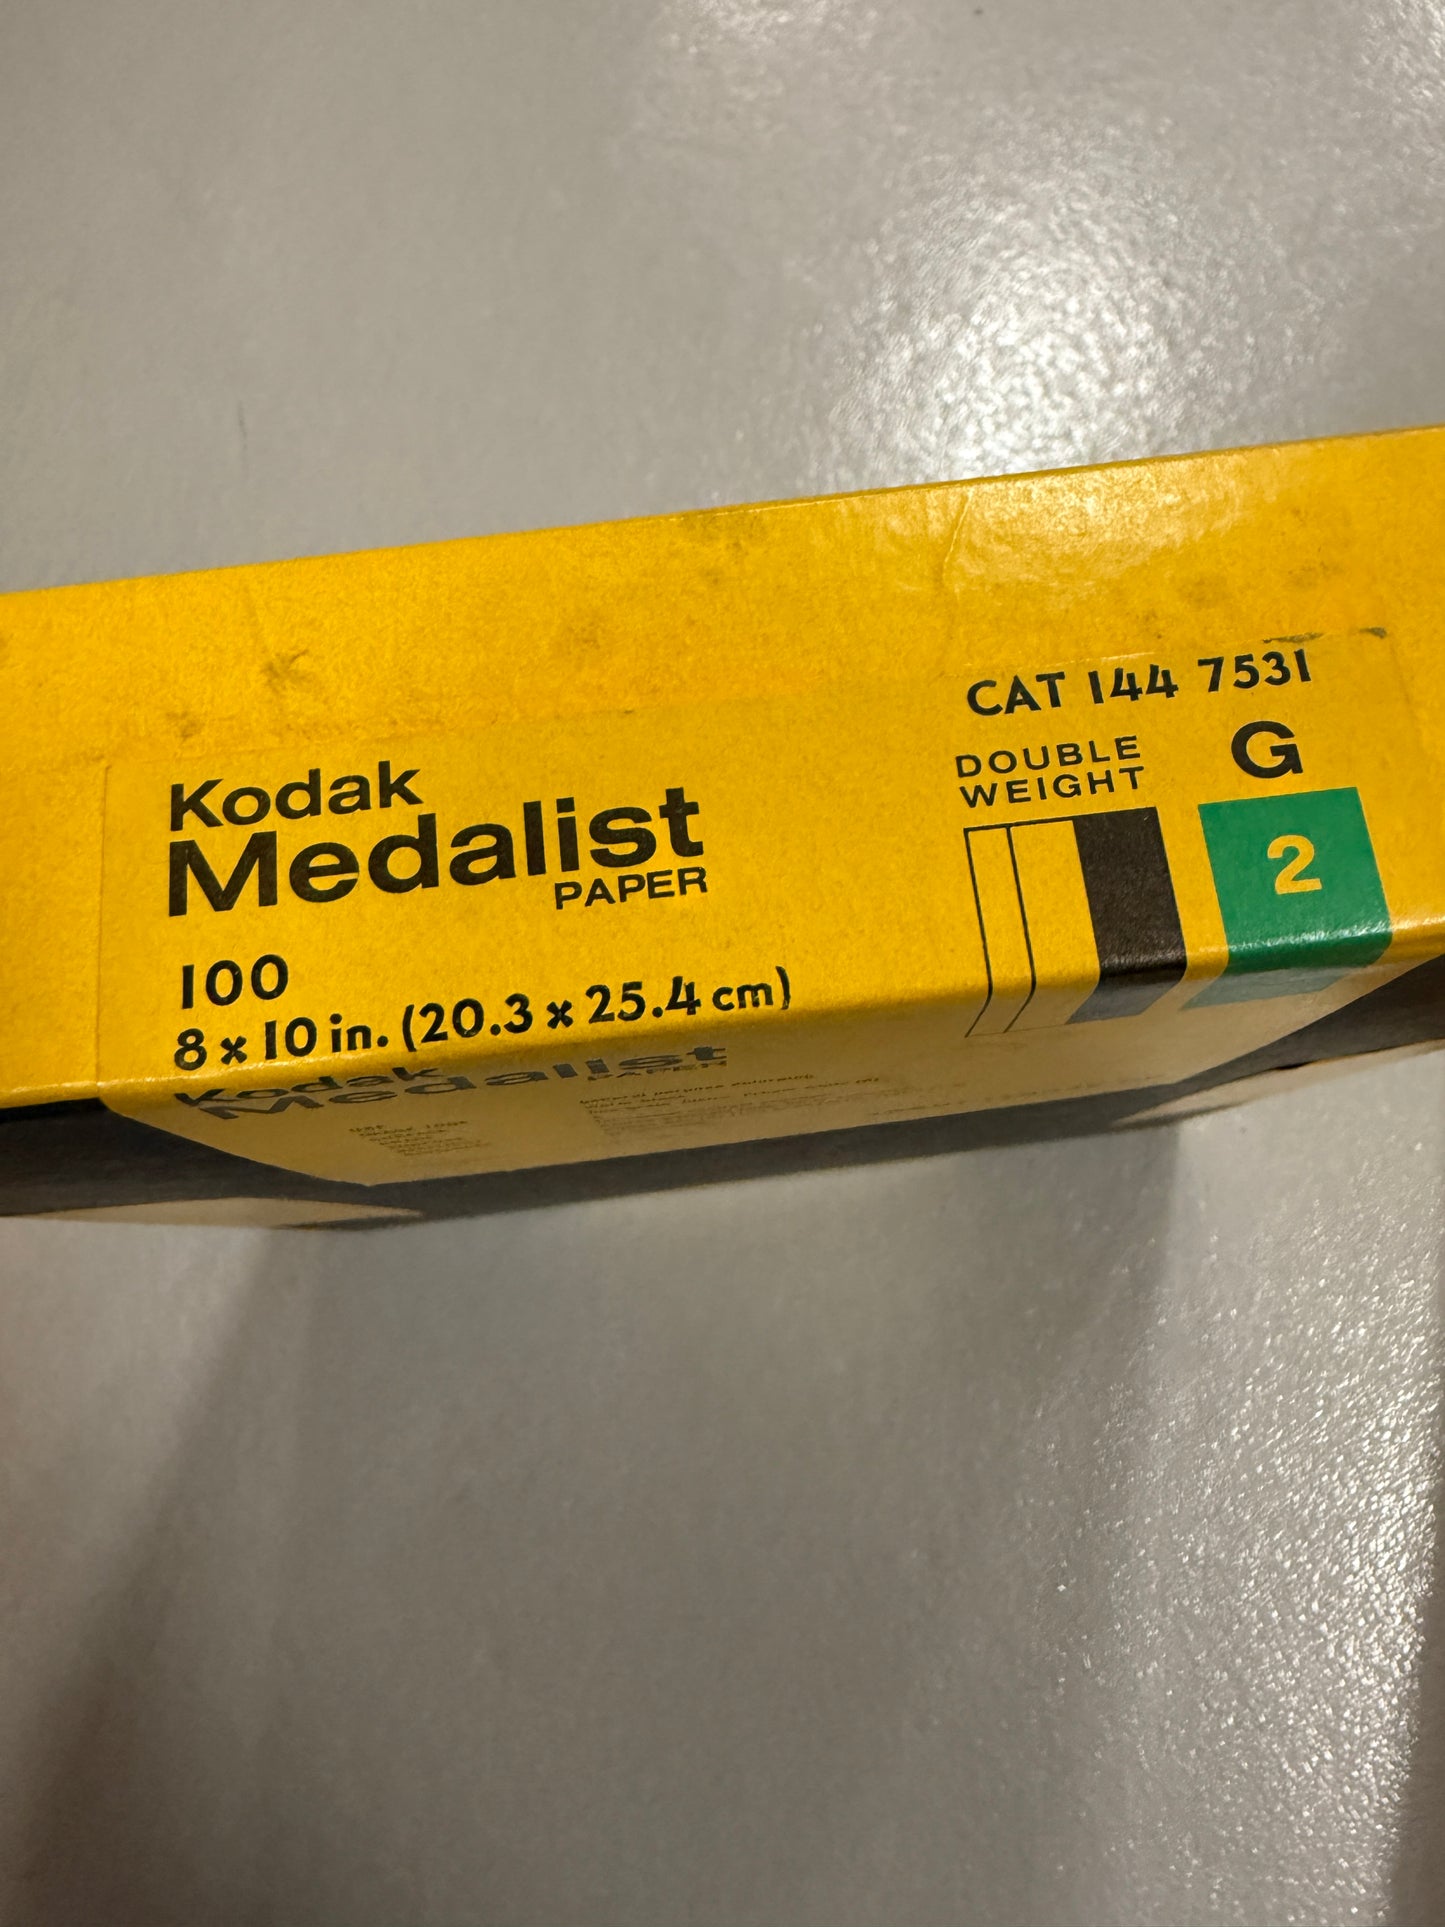 CAT 144 7531
Kodak
Medalist
PAPER
DOUBLE
WEIGHT
G
2
100
8 x 10 in. (20.3 x 25.4 cm)
Kodak
Medalist
PAPER